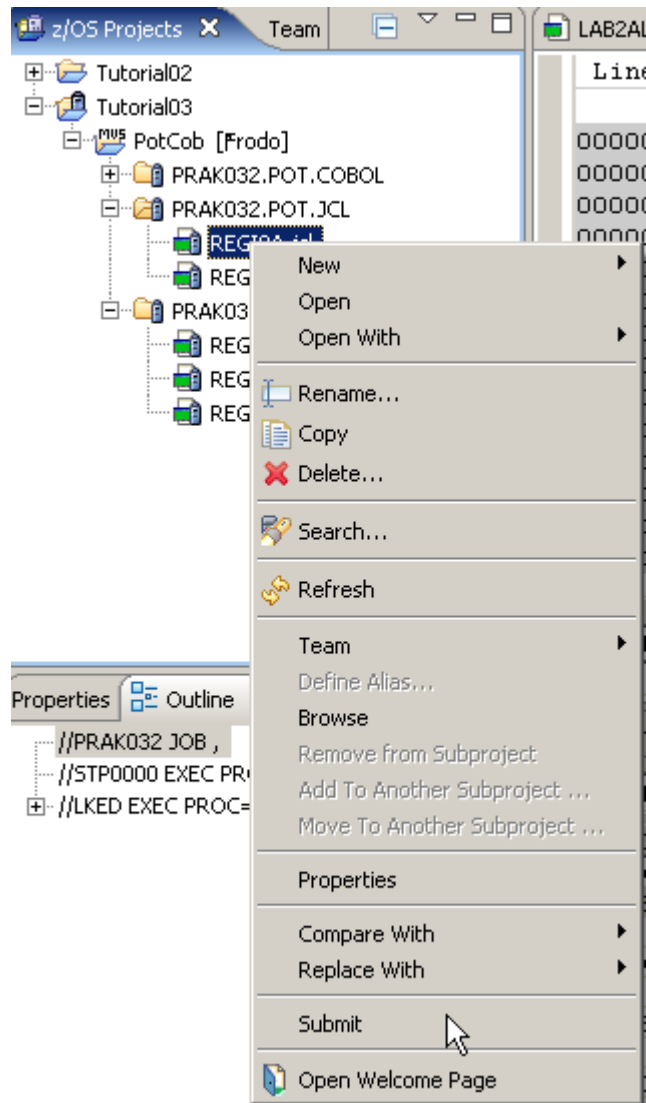 z/OS Projects Team
LAB2AL
Tutorial02
Line
Tutorial03
MVS PotCob [Frodo]
PRAK032.POT.COBOL
PRAK032.POT.JCL
REG
PRAK03
REG
REG
REG
New
Open
Open With
Rename...
Copy
Delete...
Search...
Refresh
Team
Define Alias...
Browse
Remove from Subproject
Add To Another Subproject ...
Move To Another Subproject ...
Properties
Compare With
Replace With
Submit
Open Welcome Page
Properties Outline
//PRAK032 JOB ,
//STP0000 EXEC PR
//LKED EXEC PROC=